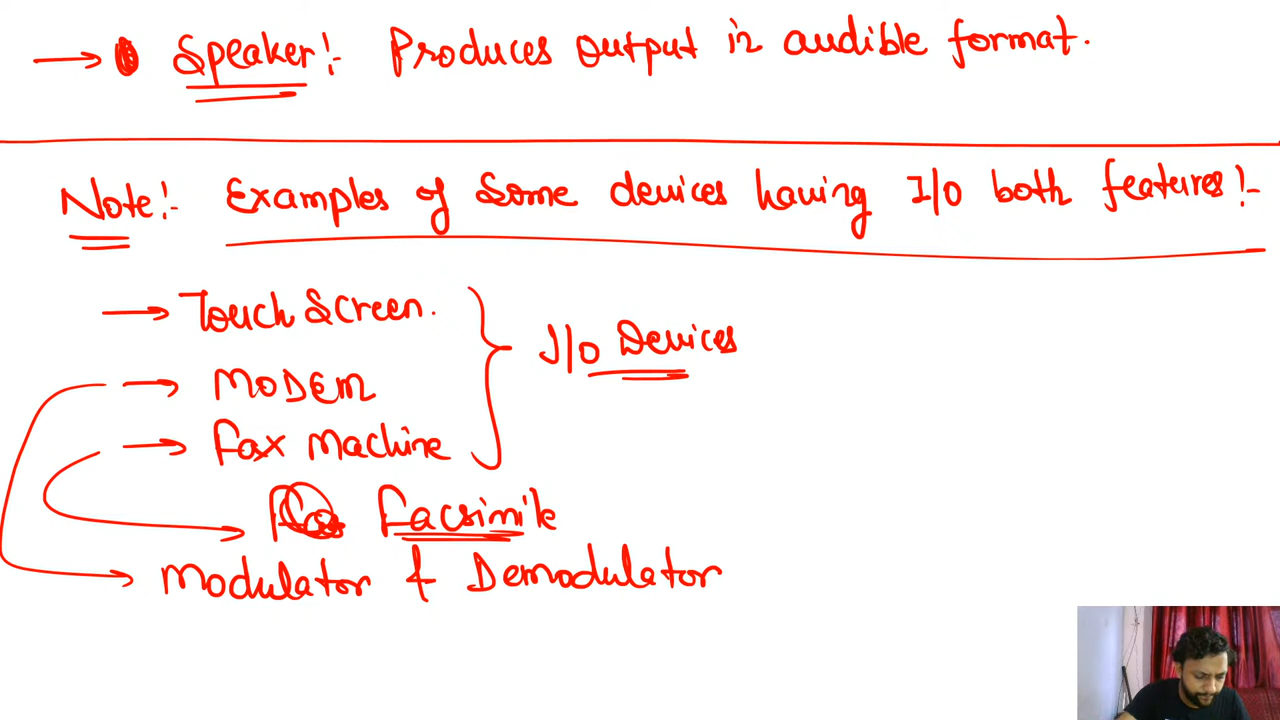 → • Speaker:- Produces output in audible format.
Note:- Examples of some devices having I/O both features:-
→ Touch Screen.
I/O Devices
→ MODEM
→ Fax Machine
Facsimile
Modulator & Demodulator